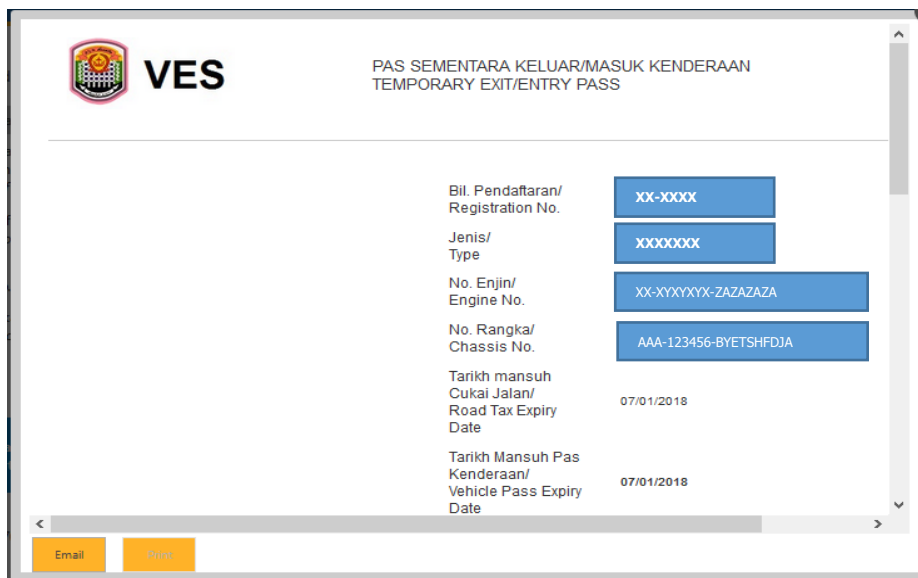 VES
PAS SEMENTARA KELUAR/MASUK KENDERAAN
TEMPORARY EXIT/ENTRY PASS
Bil. Pendaftaran/
Registration No.
XX-XXXX
Jenis/
Type
XXXXXXX
No. Enjin/
Engine No.
XX-XYXYXYX-ZAZAZAZA
No. Rangka/
Chassis No.
AAA-123456-BYETSHFDJA
Tarikh mansuh
Cukai Jalan/
Road Tax Expiry
Date
07/01/2018
Tarikh Mansuh Pas
Kenderaan/
Vehicle Pass Expiry
Date
07/01/2018
Email
Print